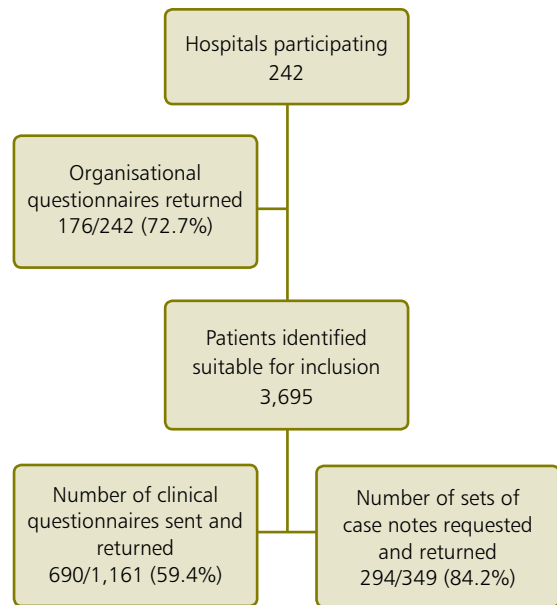 Hospitals participating
242
Organisational
questionnaires returned
176/242 (72.7%)
Patients identified
suitable for inclusion
3,695
Number of clinical
questionnaires sent and
returned
690/1,161 (59.4%)
Number of sets of
case notes requested
and returned
294/349 (84.2%)